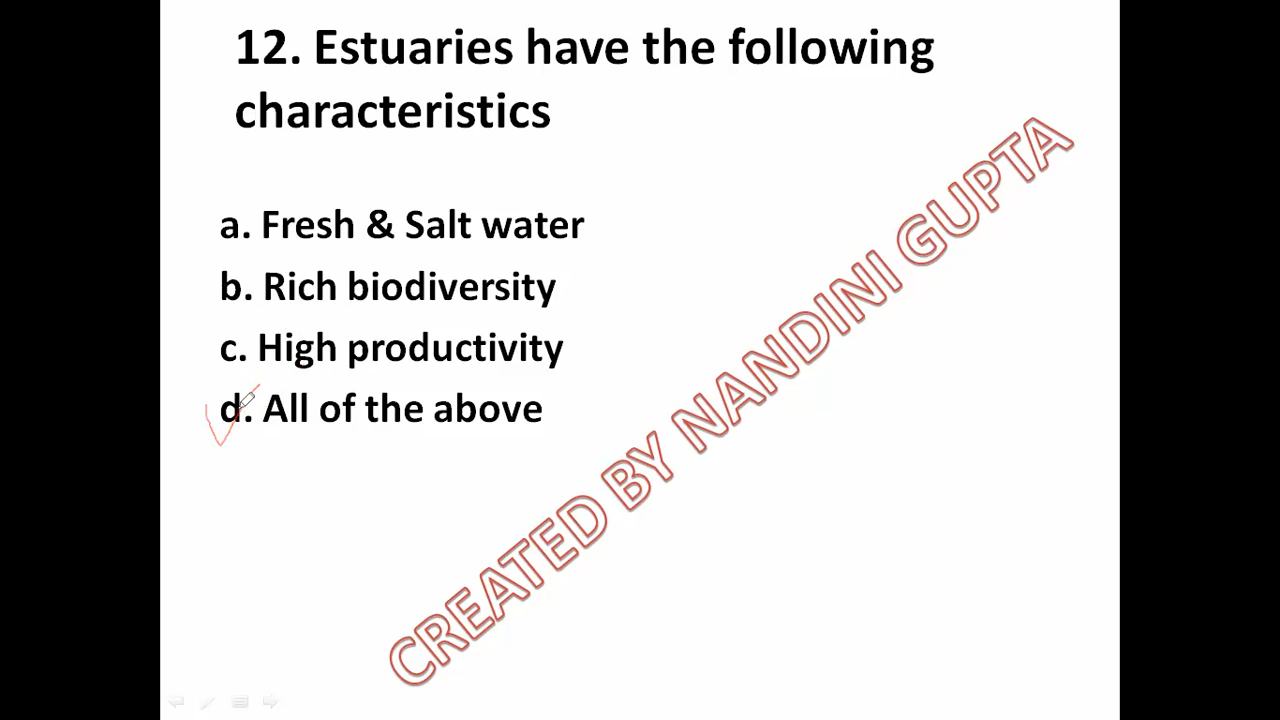 12. Estuaries have the following
characteristics
a. Fresh & Salt water
b. Rich biodiversity
c. High productivity
d. All of the above
CREATED BY NANDINI GUPTA